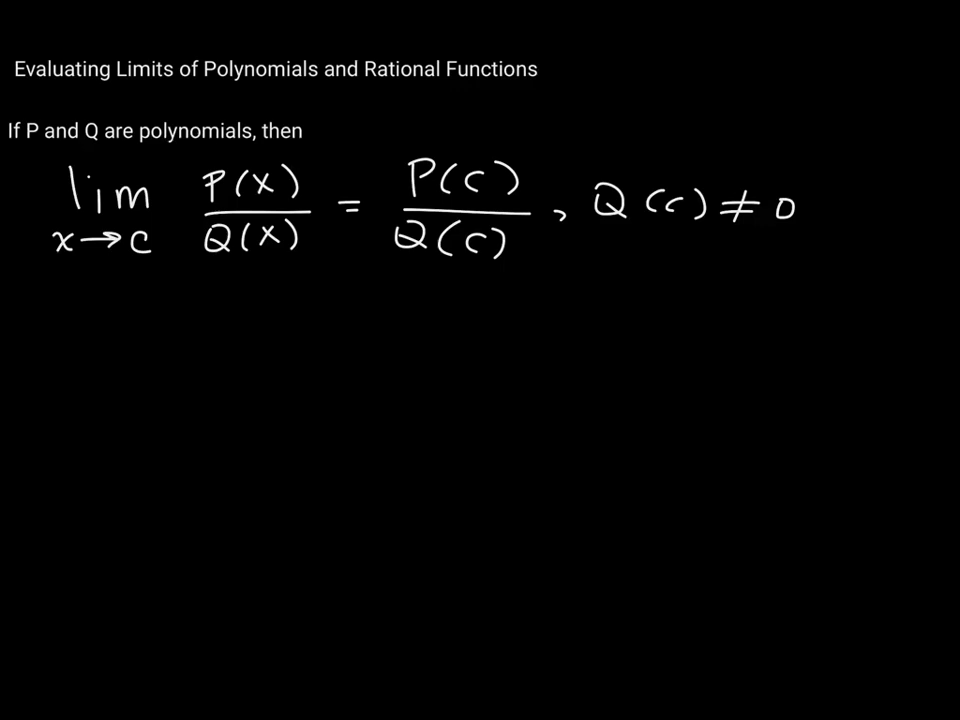 Evaluating Limits of Polynomials and Rational Functions
If P and Q are polynomials, then
lim x→c P(x)/Q(x) = P(c)/Q(c), Q(c) ≠ 0